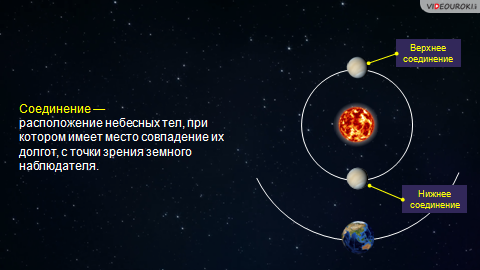 VIDEOUROKI
Верхнее
соединение
Соединение —
расположение небесных тел, при
котором имеет место совпадение их
долгот, с точки зрения земного
наблюдателя.
Нижнее
соединение